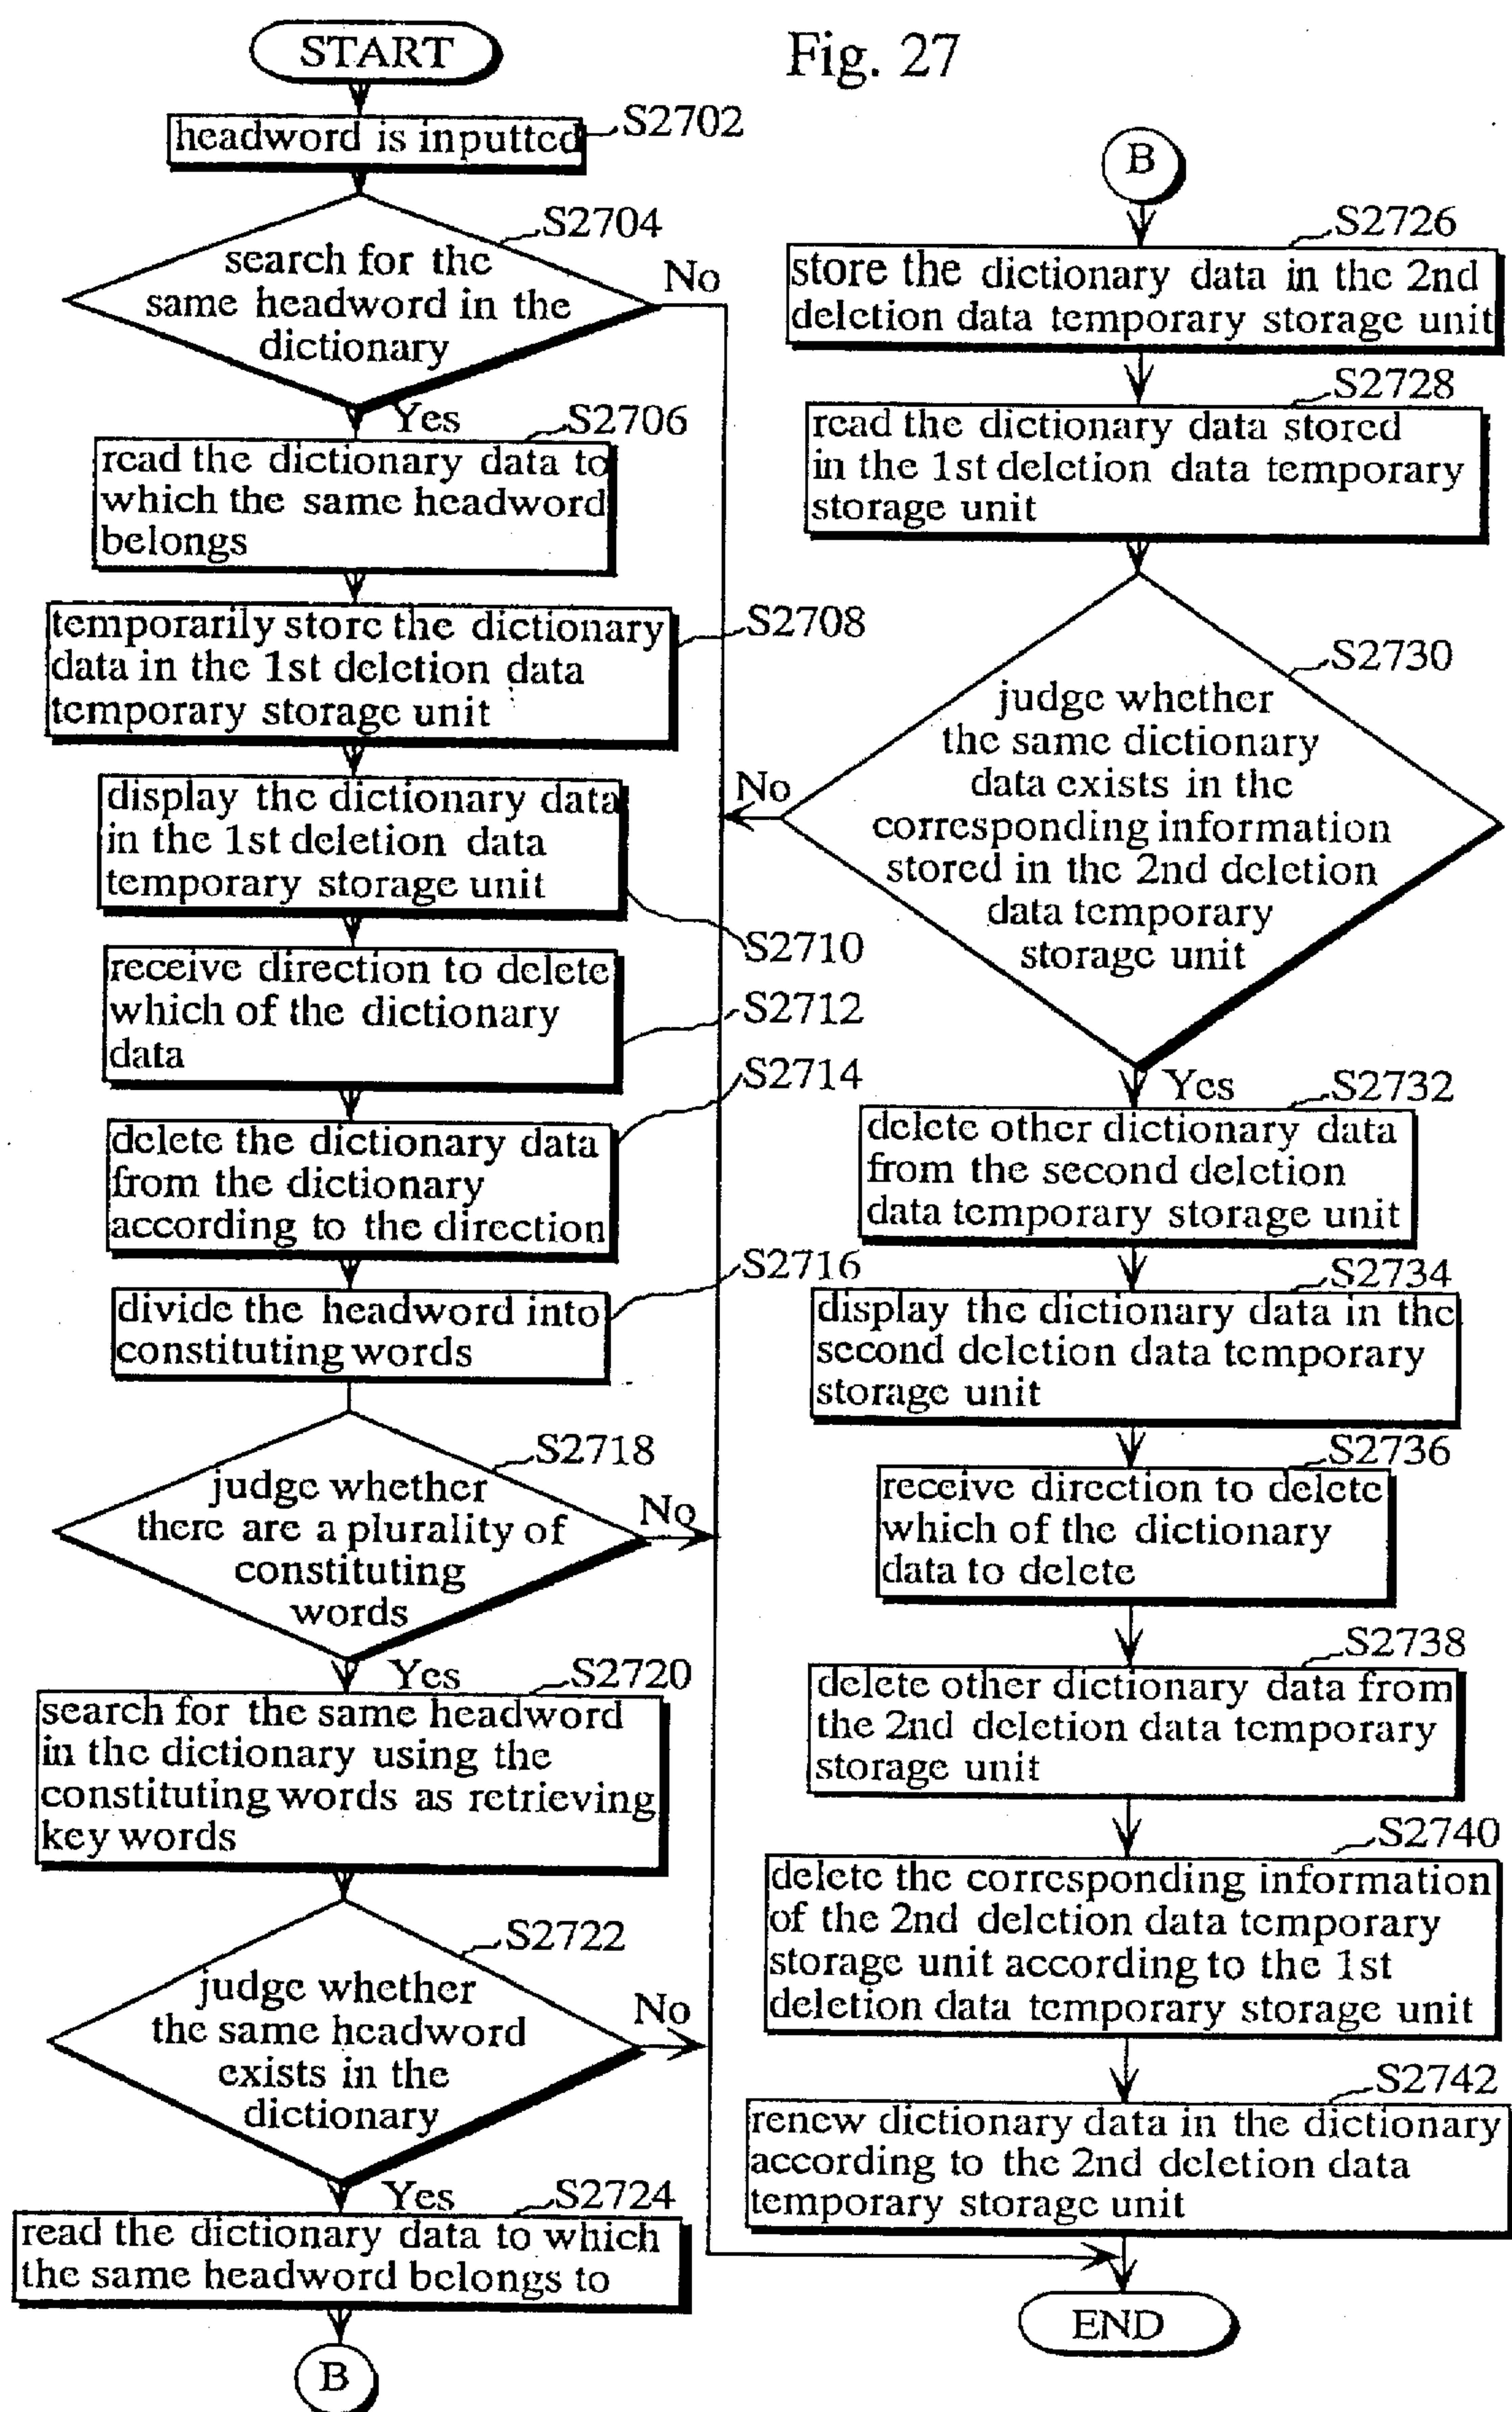 Fig. 27
START
headword is inputted
S2702
S2704
search for the
same headword in the
dictionary
No
Yes
S2706
read the dictionary data to
which the same headword
belongs
temporarily store the dictionary
data in the 1st deletion data
temporary storage unit
S2708
display the dictionary data
in the 1st deletion data
temporary storage unit
S2710
receive direction to delete
which of the dictionary
data
S2712
S2714
delete the dictionary data
from the dictionary
according to the direction
S2716
divide the headword into
constituting words
S2718
judge whether
there are a plurality of
constituting
words
No
Yes
S2720
search for the same headword
in the dictionary using the
constituting words as retrieving
key words
S2722
judge whether
the same headword
exists in the
dictionary
No
Yes
S2724
read the dictionary data to which
the same headword belongs to
B
B
S2726
store the dictionary data in the 2nd
deletion data temporary storage unit
S2728
read the dictionary data stored
in the 1st deletion data temporary
storage unit
S2730
judge whether
the same dictionary
data exists in the
corresponding information
stored in the 2nd deletion
data temporary
storage unit
No
Yes
S2732
delete other dictionary data
from the second deletion
data temporary storage unit
S2734
display the dictionary data in the
second deletion data temporary
storage unit
S2736
receive direction to delete
which of the dictionary
data to delete
S2738
delete other dictionary data from
the 2nd deletion data temporary
storage unit
S2740
delete the corresponding information
of the 2nd deletion data temporary
storage unit according to the 1st
deletion data temporary storage unit
S2742
renew dictionary data in the dictionary
according to the 2nd deletion data
temporary storage unit
END